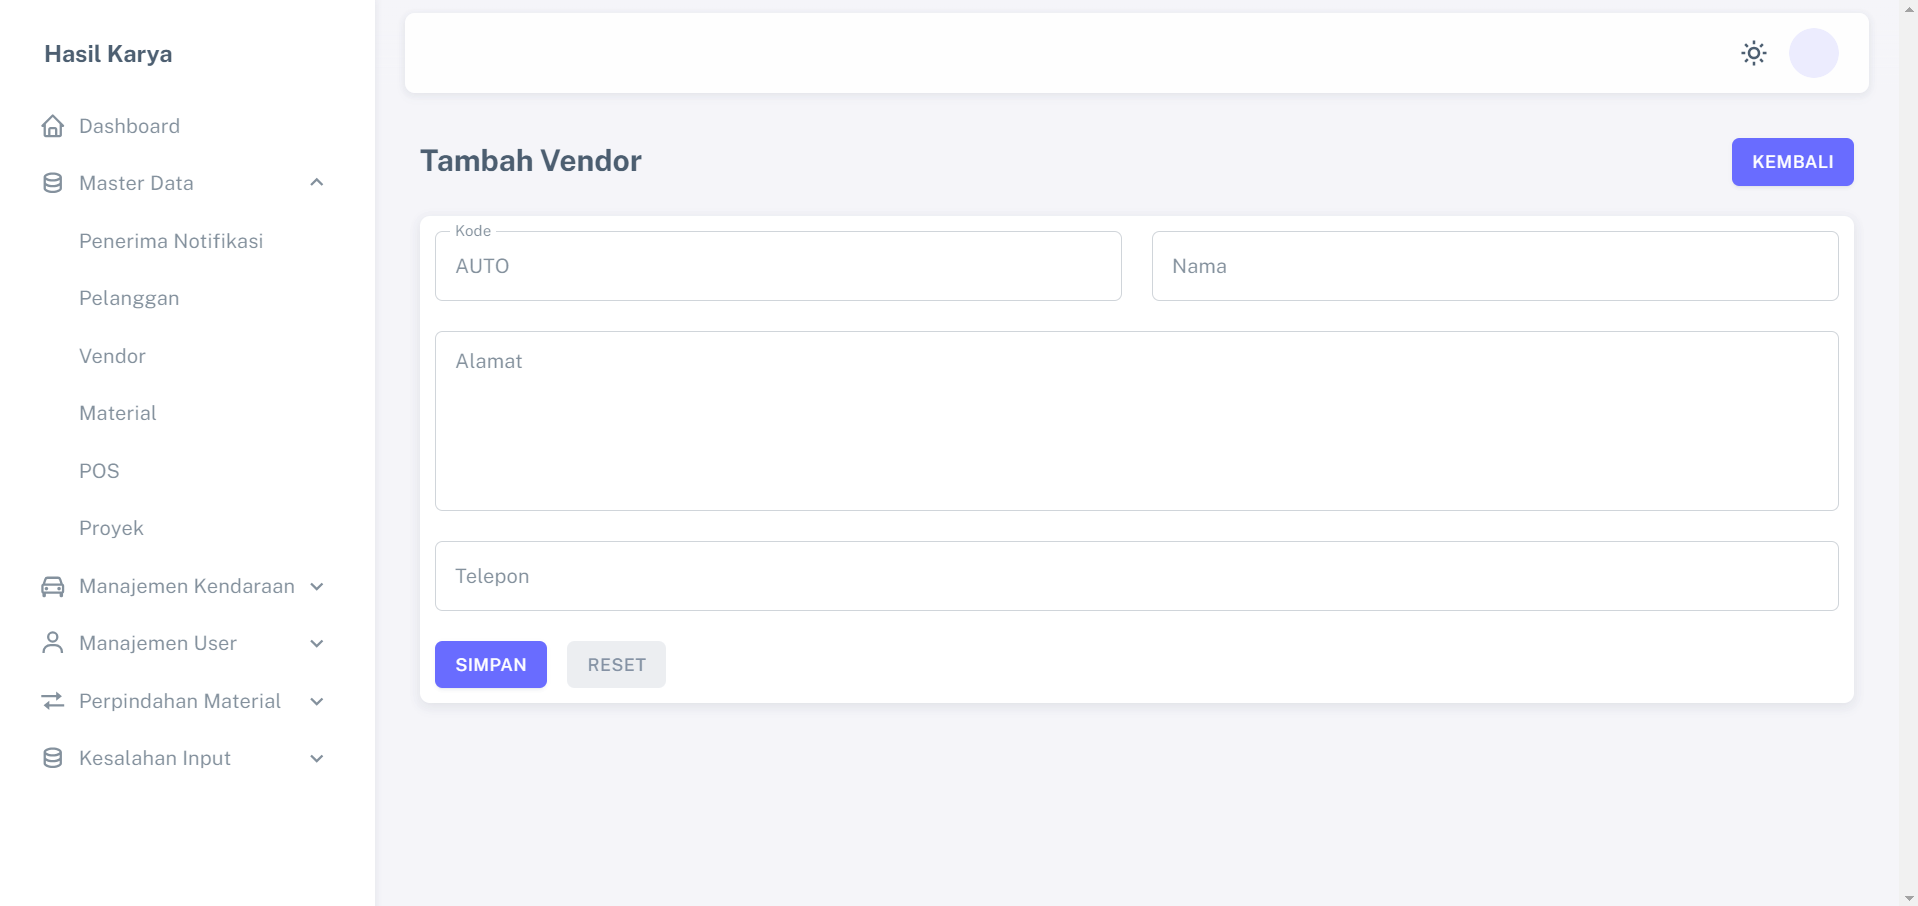 Hasil Karya
Dashboard
Master Data
Penerima Notifikasi
Pelanggan
Vendor
Material
POS
Proyek
Manajemen Kendaraan
Manajemen User
Perpindahan Material
Kesalahan Input
Tambah Vendor
KEMBALI
Kode
AUTO
Nama
Alamat
Telepon
SIMPAN
RESET